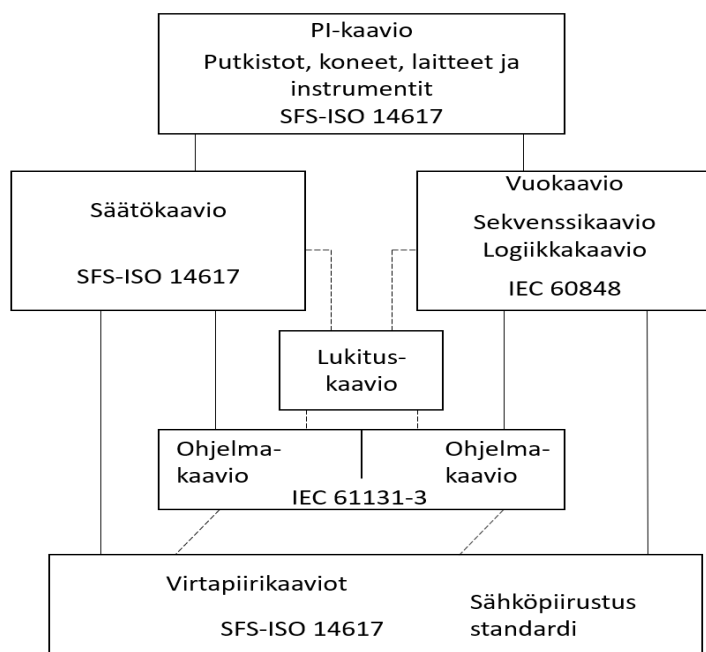 PI-kaavio
Putkistot, koneet, laitteet ja
instrumentit
SFS-ISO 14617
Säätökaavio
SFS-ISO 14617
Vuokaavio
Sekvenssikaavio
Logiikkakaavio
IEC 60848
Lukitus-
kaavio
Ohjelma-
kaavio
Ohjelma-
kaavio
IEC 61131-3
Virtapiirikaaviot
SFS-ISO 14617
Sähköpiirustus
standardi